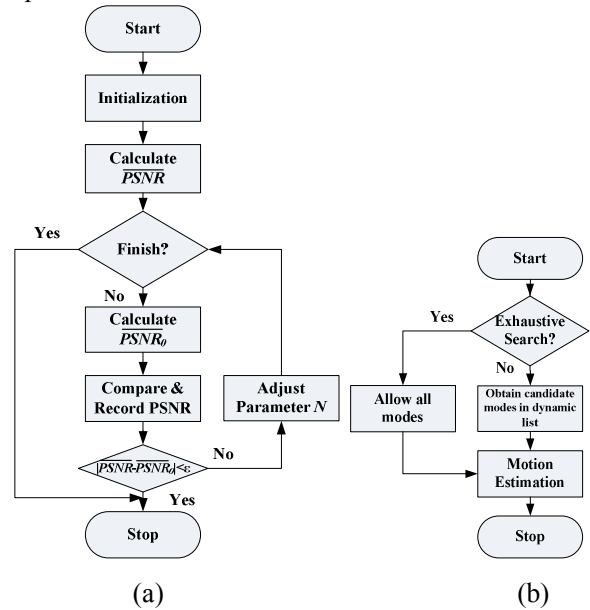 Start
Initialization
Calculate
PSNR
Yes
Finish?
No
Calculate
PSNR₀
Compare &
Record PSNR
Adjust
Parameter N
|PSNR-PSNR₀|<ε
No
Yes
Stop
(a)
Start
Yes
Exhaustive
Search?
No
Allow all
modes
Obtain candidate
modes in dynamic
list
Motion
Estimation
Stop
(b)